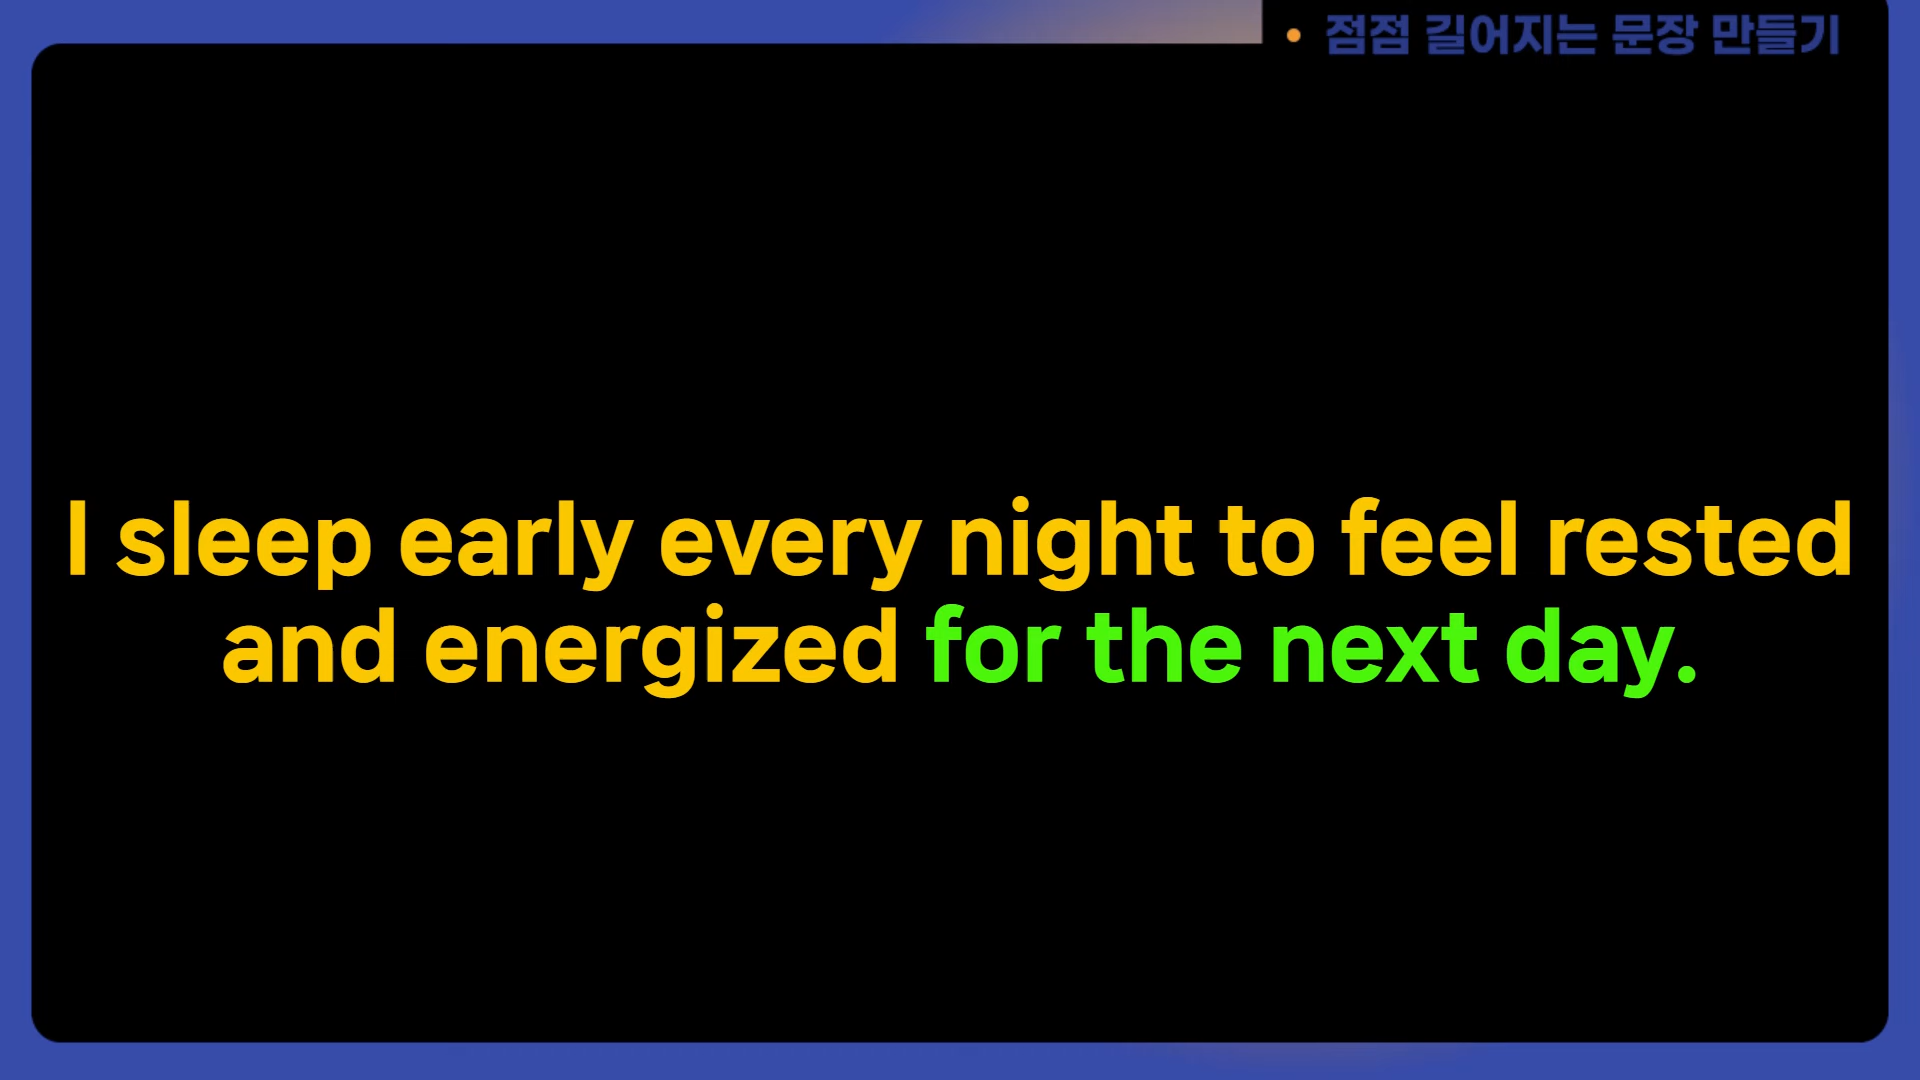 점점 길어지는 문장 만들기
I sleep early every night to feel rested
and energized for the next day.